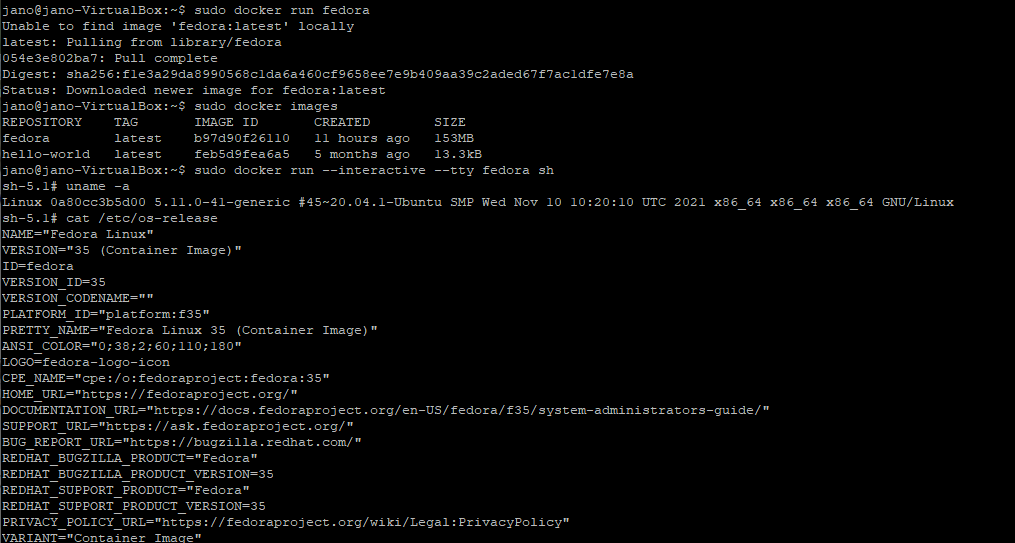 jano@jano-VirtualBox:~$ sudo docker run fedora
Unable to find image 'fedora:latest' locally
latest: Pulling from library/fedora
054e3e802ba7: Pull complete
Digest: sha256:f1e3a29da8990568c1da6a460cf9658ee7e9b409aa39c2aded67f7ac1dfe7e8a
Status: Downloaded newer image for fedora:latest
jano@jano-VirtualBox:~$ sudo docker images
REPOSITORY    TAG       IMAGE ID       CREATED        SIZE
fedora        latest    b97d90f26110   11 hours ago   153MB
hello-world   latest    feb5d9fea6a5   5 months ago   13.3kB
jano@jano-VirtualBox:~$ sudo docker run --interactive --tty fedora sh
sh-5.1# uname -a
Linux 0a80cc3b5d00 5.11.0-41-generic #45~20.04.1-Ubuntu SMP Wed Nov 10 10:20:10 UTC 2021 x86_64 x86_64 x86_64 GNU/Linux
sh-5.1# cat /etc/os-release
NAME="Fedora Linux"
VERSION="35 (Container Image)"
ID=fedora
VERSION_ID=35
VERSION_CODENAME=""
PLATFORM_ID="platform:f35"
PRETTY_NAME="Fedora Linux 35 (Container Image)"
ANSI_COLOR="0;38;2;60;110;180"
LOGO=fedora-logo-icon
CPE_NAME="cpe:/o:fedoraproject:fedora:35"
HOME_URL="https://fedoraproject.org/"
DOCUMENTATION_URL="https://docs.fedoraproject.org/en-US/fedora/f35/system-administrators-guide/"
SUPPORT_URL="https://ask.fedoraproject.org/"
BUG_REPORT_URL="https://bugzilla.redhat.com/"
REDHAT_BUGZILLA_PRODUCT="Fedora"
REDHAT_BUGZILLA_PRODUCT_VERSION=35
REDHAT_SUPPORT_PRODUCT="Fedora"
REDHAT_SUPPORT_PRODUCT_VERSION=35
PRIVACY_POLICY_URL="https://fedoraproject.org/wiki/Legal:PrivacyPolicy"
VARIANT="Container Image"